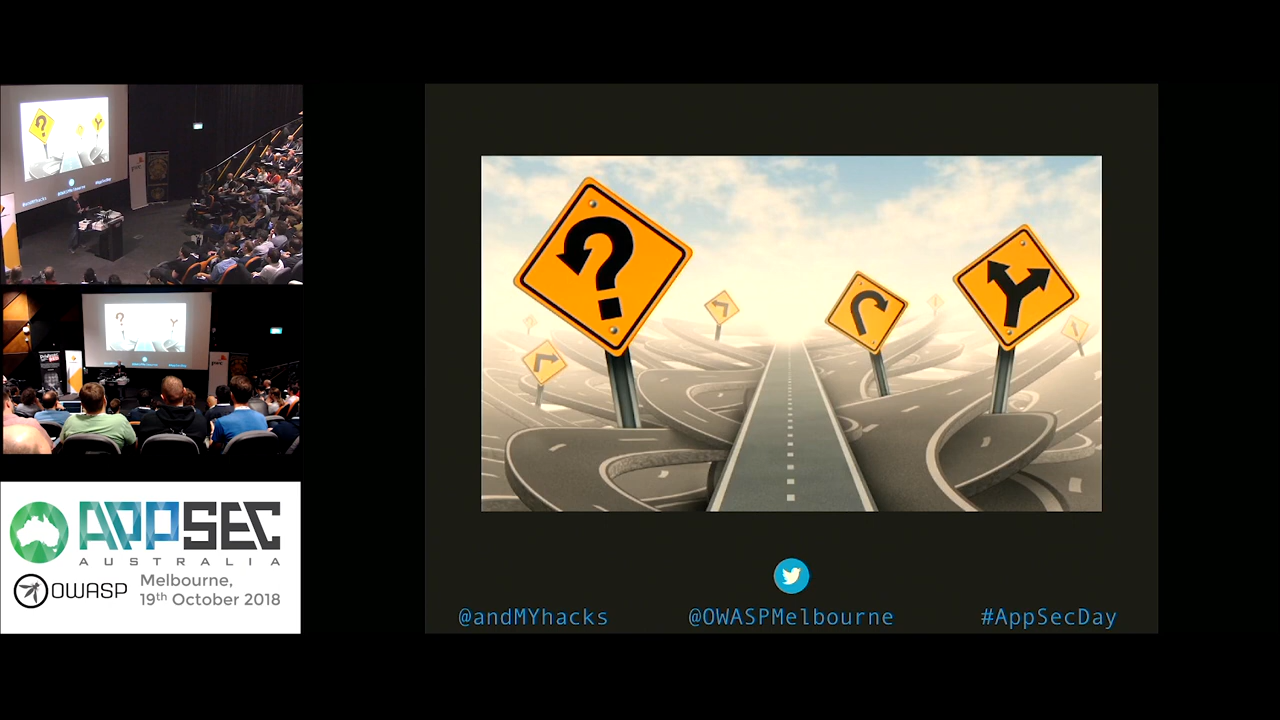 APPSEC
AUSTRALIA
OWASP
Melbourne,
19th October 2018
?
@andMYhacks
@OWASPMelbourne
#AppSecDay